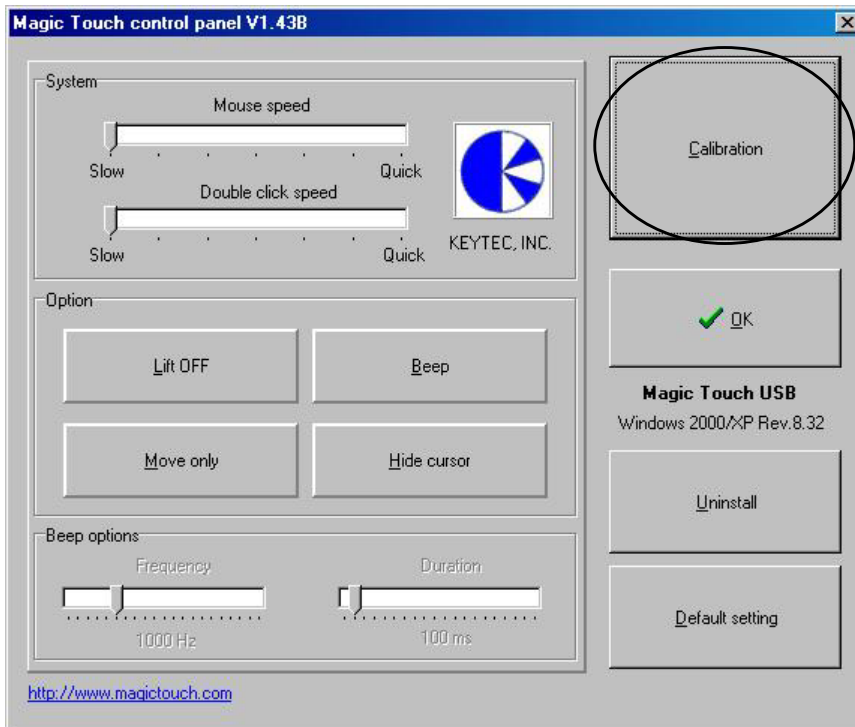 Magic Touch control panel V1.43B
System
Mouse speed
Slow
Quick
Double click speed
Slow
Quick
KEYTEC, INC.
Option
Lift OFF
Beep
Move only
Hide cursor
Beep options
Frequency
Duration
1000 Hz
100 ms
http://www.magictouch.com
Calibration
OK
Magic Touch USB
Windows 2000/XP Rev.8.32
Uninstall
Default setting